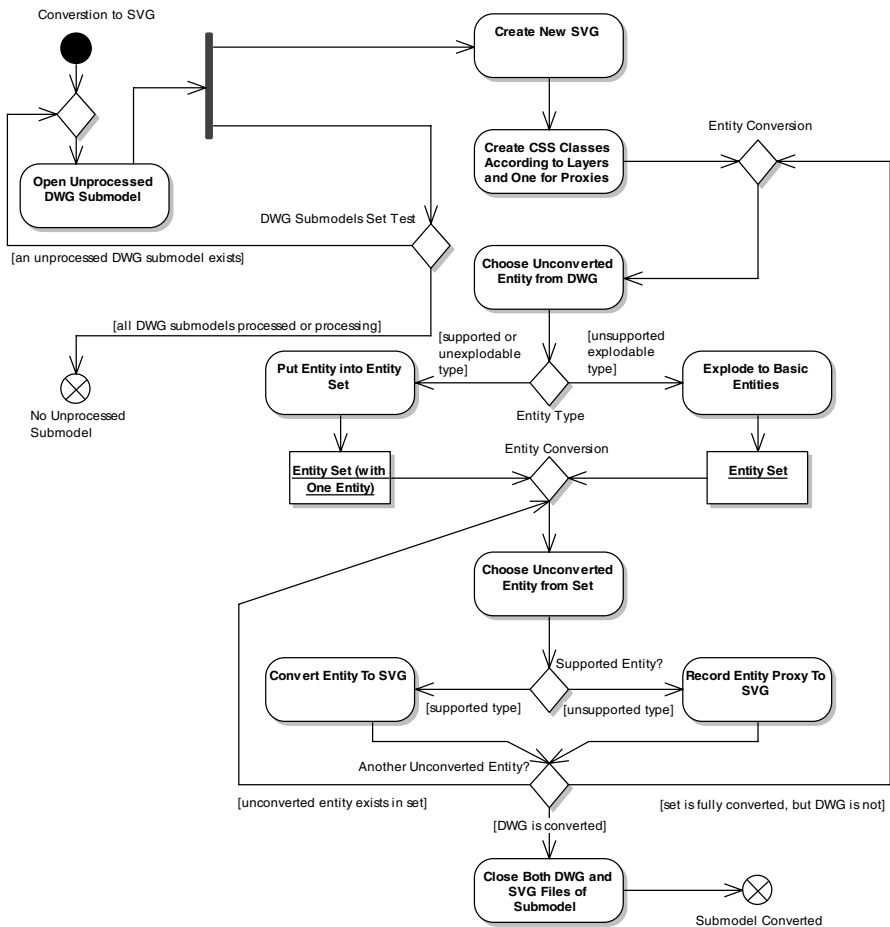 Converstion to SVG
Create New SVG
Create CSS Classes
According to Layers
and One for Proxies
Entity Conversion
Open Unprocessed
DWG Submodel
DWG Submodels Set Test
[an unprocessed DWG submodel exists]
Choose Unconverted
Entity from DWG
[all DWG submodels processed or processing]
[supported or
unexplodable
type]
[unsupported
explodable
type]
Put Entity into Entity
Set
Explode to Basic
Entities
No Unprocessed
Submodel
Entity Type
Entity Conversion
Entity Set (with
One Entity)
Entity Set
Choose Unconverted
Entity from Set
Supported Entity?
Convert Entity To SVG
Record Entity Proxy To
SVG
[supported type]
[unsupported type]
Another Unconverted Entity?
[unconverted entity exists in set]
[set is fully converted, but DWG is not]
[DWG is converted]
Close Both DWG and
SVG Files of
Submodel
Submodel Converted